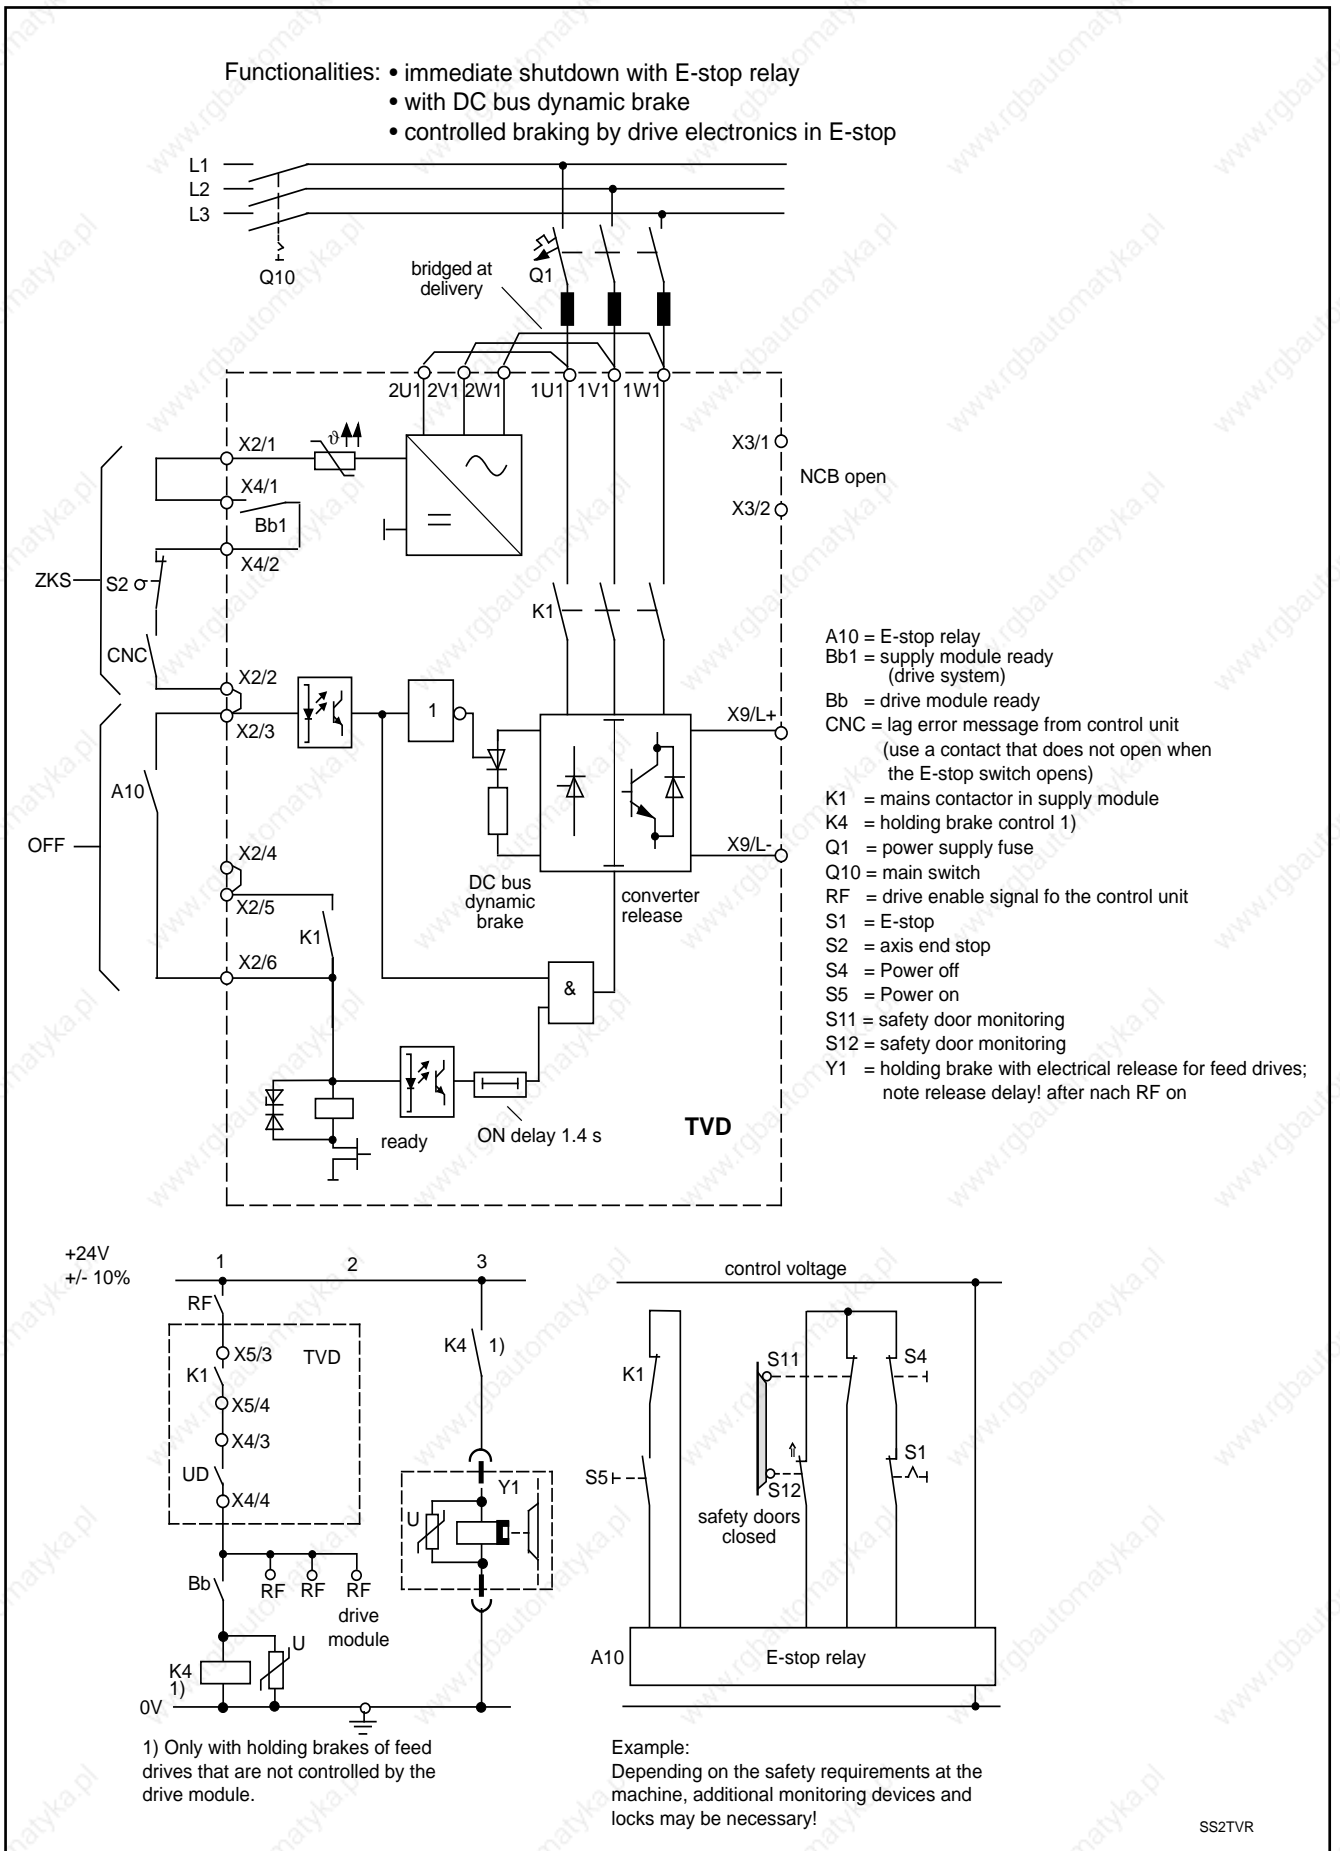 Functionalities: • immediate shutdown with E-stop relay
• with DC bus dynamic brake
• controlled braking by drive electronics in E-stop
L1
L2
L3
Q10
Q1
bridged at
delivery
2U1 2V1 2W1 1U1 1V1 1W1
X2/1
ϑ
X3/1
X4/1
NCB open
Bb1
X3/2
X4/2
ZKS
S2
K1
CNC
X2/2
1
X2/3
X9/L+
A10
OFF
X2/4
X9/L-
X2/5
DC bus
dynamic
brake
converter
release
K1
X2/6
&
ready
ON delay 1.4 s
TVD
A10 = E-stop relay
Bb1 = supply module ready
(drive system)
Bb = drive module ready
CNC = lag error message from control unit
(use a contact that does not open when
the E-stop switch opens)
K1 = mains contactor in supply module
K4 = holding brake control 1)
Q1 = power supply fuse
Q10 = main switch
RF = drive enable signal fo the control unit
S1 = E-stop
S2 = axis end stop
S4 = Power off
S5 = Power on
S11 = safety door monitoring
S12 = safety door monitoring
Y1 = holding brake with electrical release for feed drives;
note release delay! after nach RF on
+24V
+/- 10%
1 2 3
RF
X5/3 TVD
K1
X5/4
X4/3
UD
X4/4
Bb
RF RF RF
drive
module
U
K4
1)
0V
K4 1)
Y1
U
control voltage
K1
S11
S4
S5
S12
S1
safety doors
closed
A10
E-stop relay
1) Only with holding brakes of feed
drives that are not controlled by the
drive module.
Example:
Depending on the safety requirements at the
machine, additional monitoring devices and
locks may be necessary!
SS2TVR
www.rgbautomatyka.pl